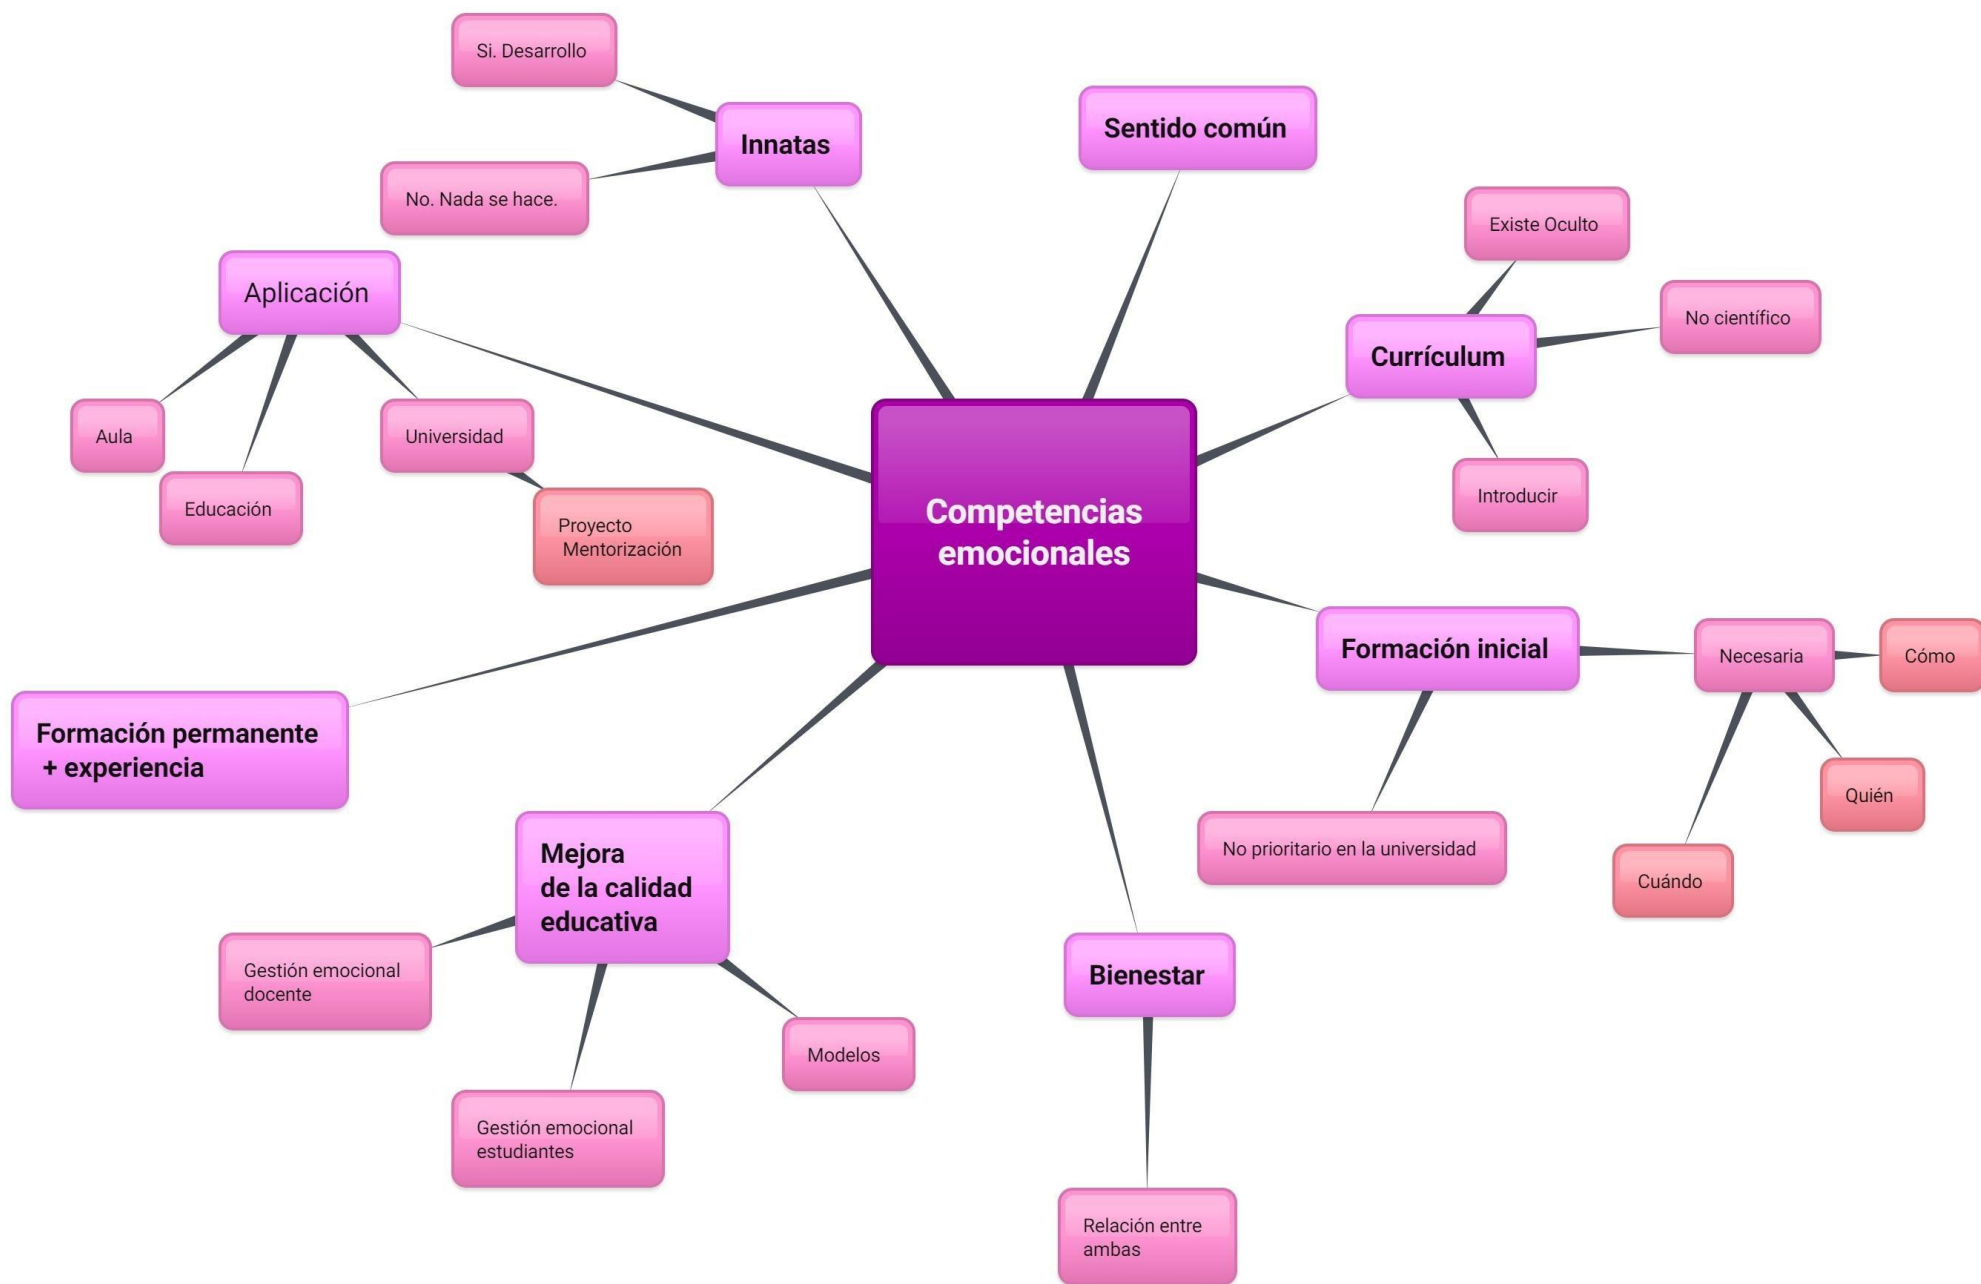 Si. Desarrollo
Innatas
No. Nada se hace.
Sentido común
Existe Oculto
No científico
Currículum
Introducir
Aplicación
Aula
Educación
Universidad
Proyecto
Mentorización
Competencias
emocionales
Formación inicial
Necesaria
Cómo
Quién
Cuándo
No prioritario en la universidad
Formación permanente
+ experiencia
Mejora
de la calidad
educativa
Gestión emocional
docente
Gestión emocional
estudiantes
Modelos
Bienestar
Relación entre
ambas